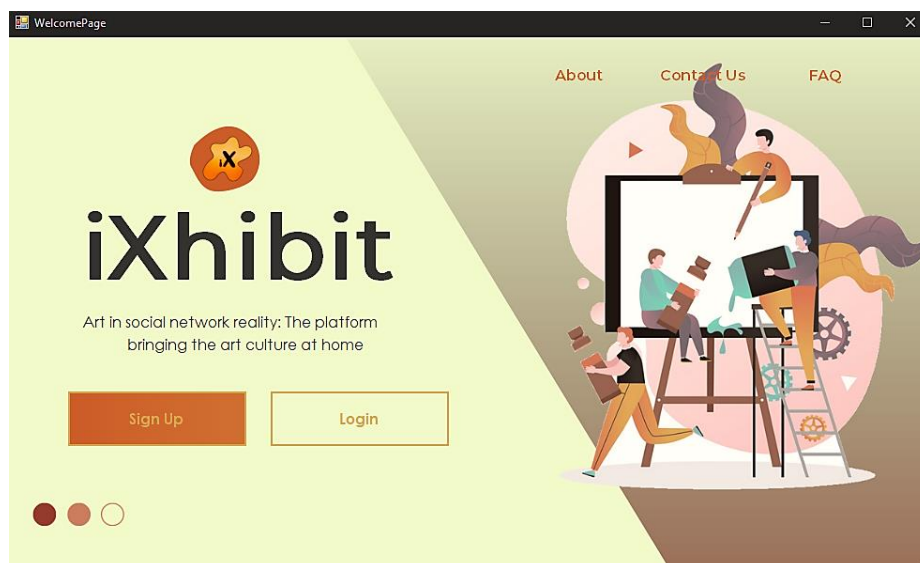 WelcomePage
About Contact Us FAQ
iX
iXhibit
Art in social network reality: The platform
bringing the art culture at home
Sign Up Login